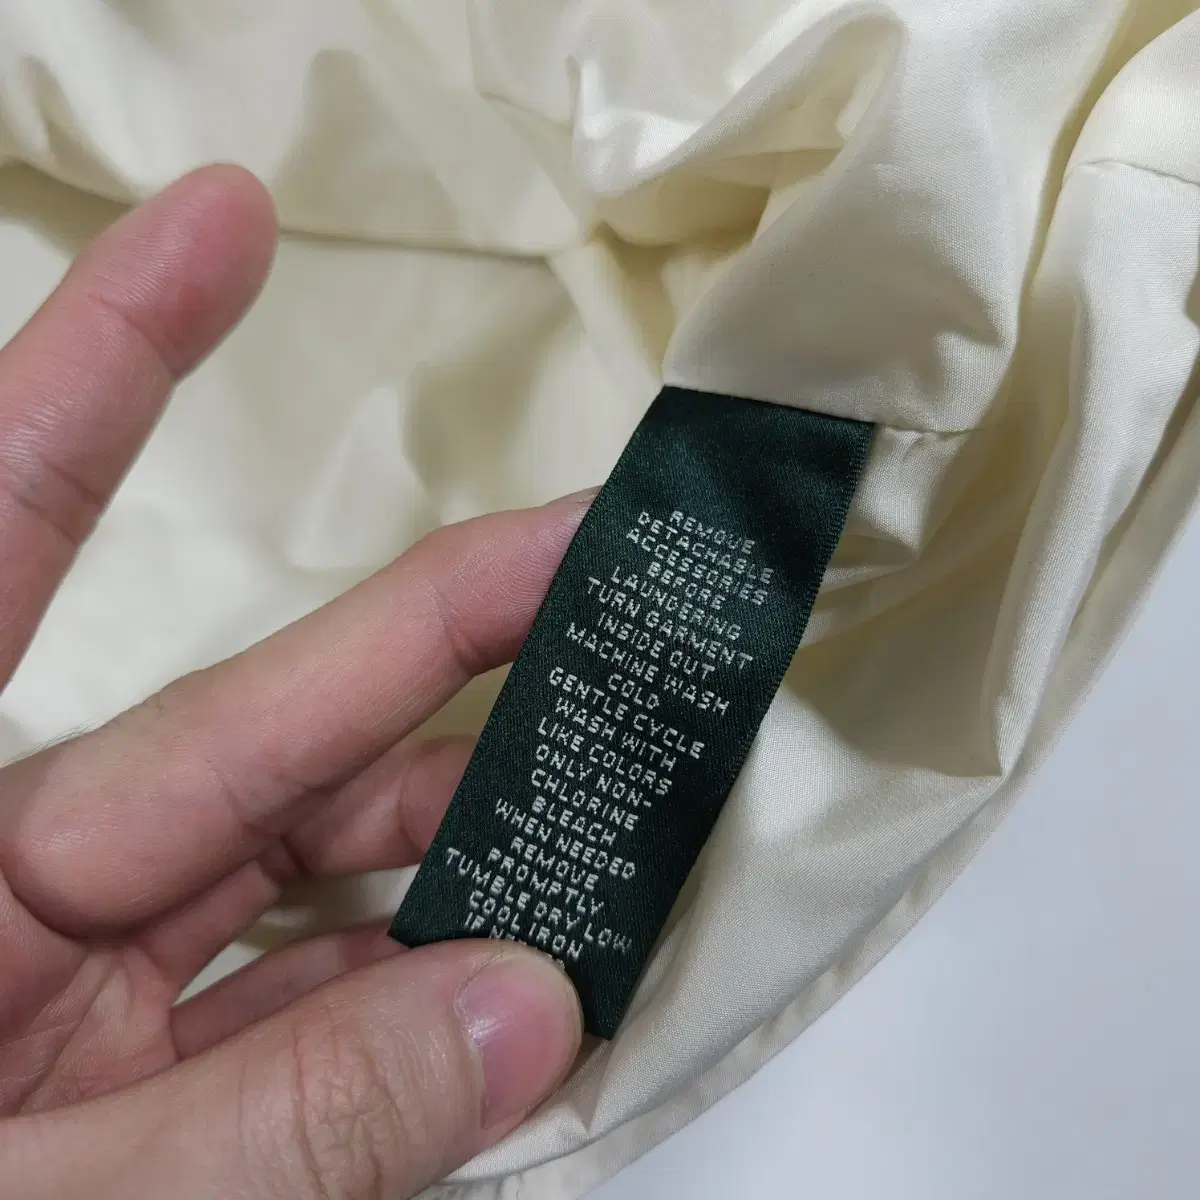 REMOVE
DETACHABLE
ACCESSORIES
BEFORE
LAUNDERING
TURN GARMENT
INSIDE OUT
MACHINE WASH
COLD
GENTLE CYCLE
WASH WITH
LIKE COLORS
ONLY NON-
CHLORINE
BLEACH
WHEN NEEDED
REMOVE
PROMPTLY
TUMBLE DRY LOW
COOL IRON
IF